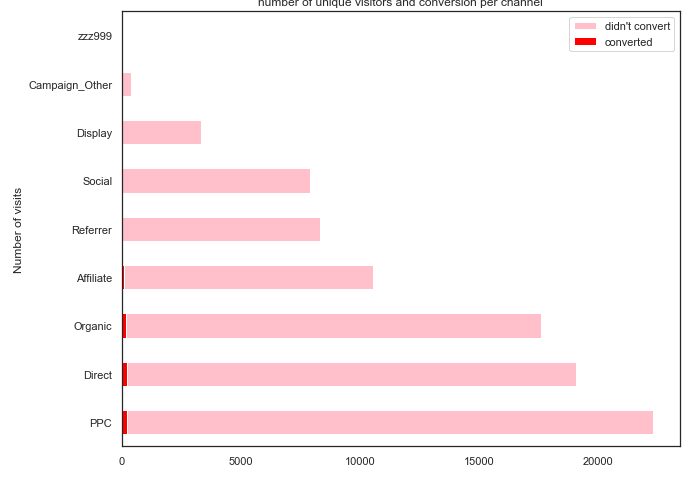 number of unique visitors and conversion per channel
didn't convert
converted
zzz999
Campaign_Other
Display
Social
Referrer
Affiliate
Organic
Direct
PPC
Number of visits
0 5000 10000 15000 20000